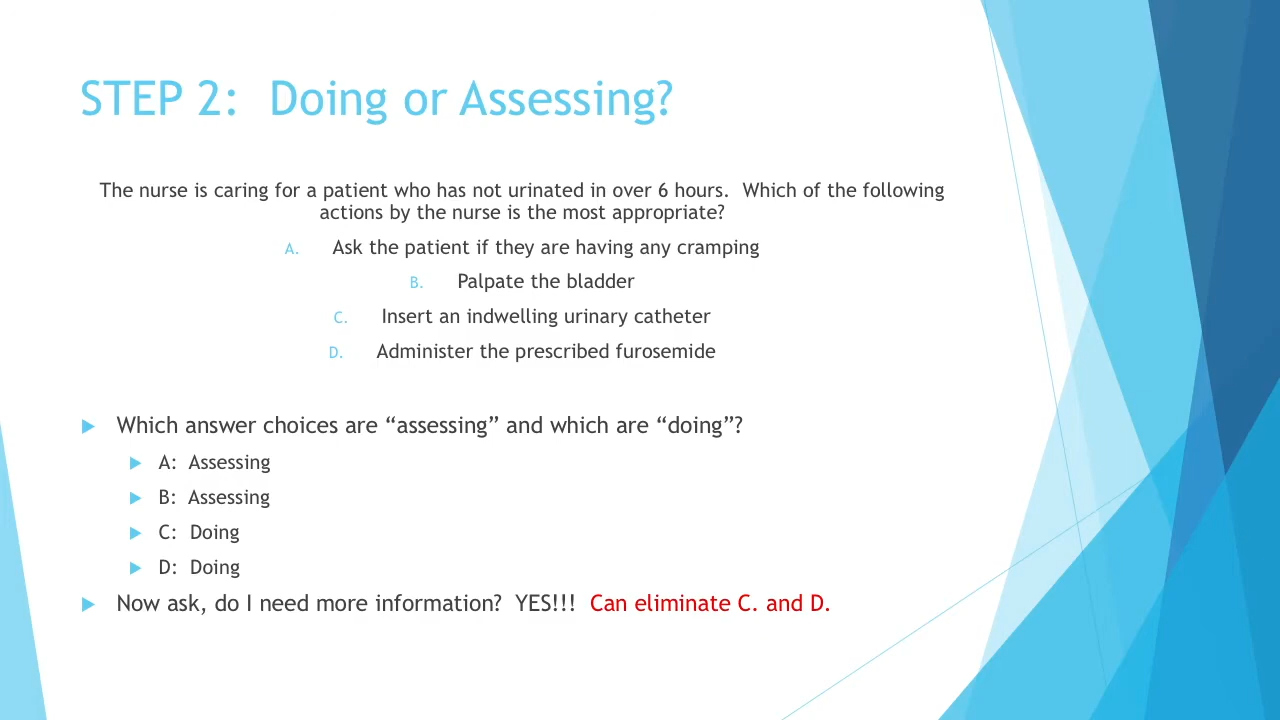 STEP 2:  Doing or Assessing?
The nurse is caring for a patient who has not urinated in over 6 hours.  Which of the following
actions by the nurse is the most appropriate?
A. Ask the patient if they are having any cramping
B. Palpate the bladder
C. Insert an indwelling urinary catheter
D. Administer the prescribed furosemide
Which answer choices are “assessing” and which are “doing”?
A:  Assessing
B:  Assessing
C:  Doing
D:  Doing
Now ask, do I need more information?  YES!!!  Can eliminate C. and D.